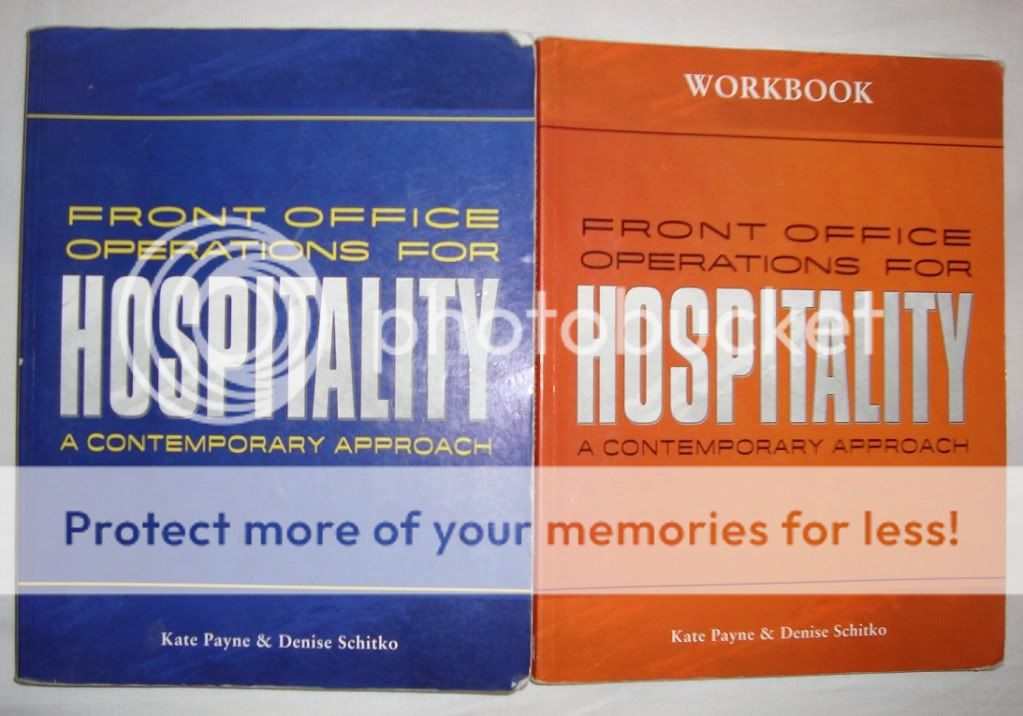 FRONT OFFICE
OPERATIONS FOR
HOSPITALITY
A CONTEMPORARY APPROACH
Kate Payne & Denise Schitko
WORKBOOK
FRONT OFFICE
OPERATIONS FOR
HOSPITALITY
A CONTEMPORARY APPROACH
Kate Payne & Denise Schitko
photobucket
Protect more of your memories for less!